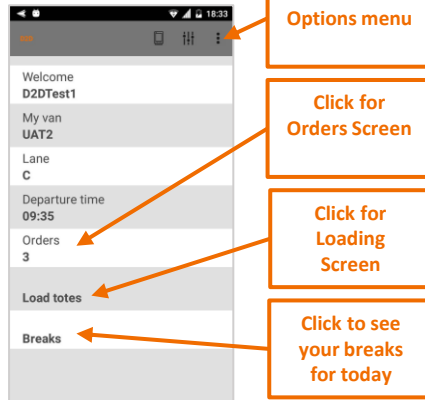 18:33
Options menu
Welcome
D2DTest1
My van
UAT2
Lane
C
Departure time
09:35
Orders
3
Load totes
Breaks
Click for
Orders Screen
Click for
Loading
Screen
Click to see
your breaks
for today